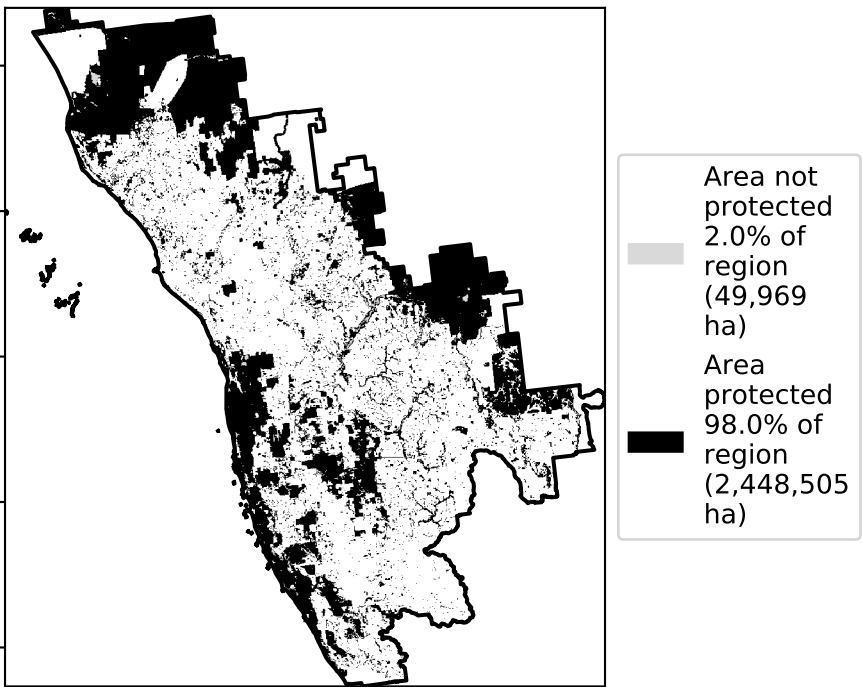 Area not
protected
2.0% of
region
(49,969
ha)
Area
protected
98.0% of
region
(2,448,505
ha)